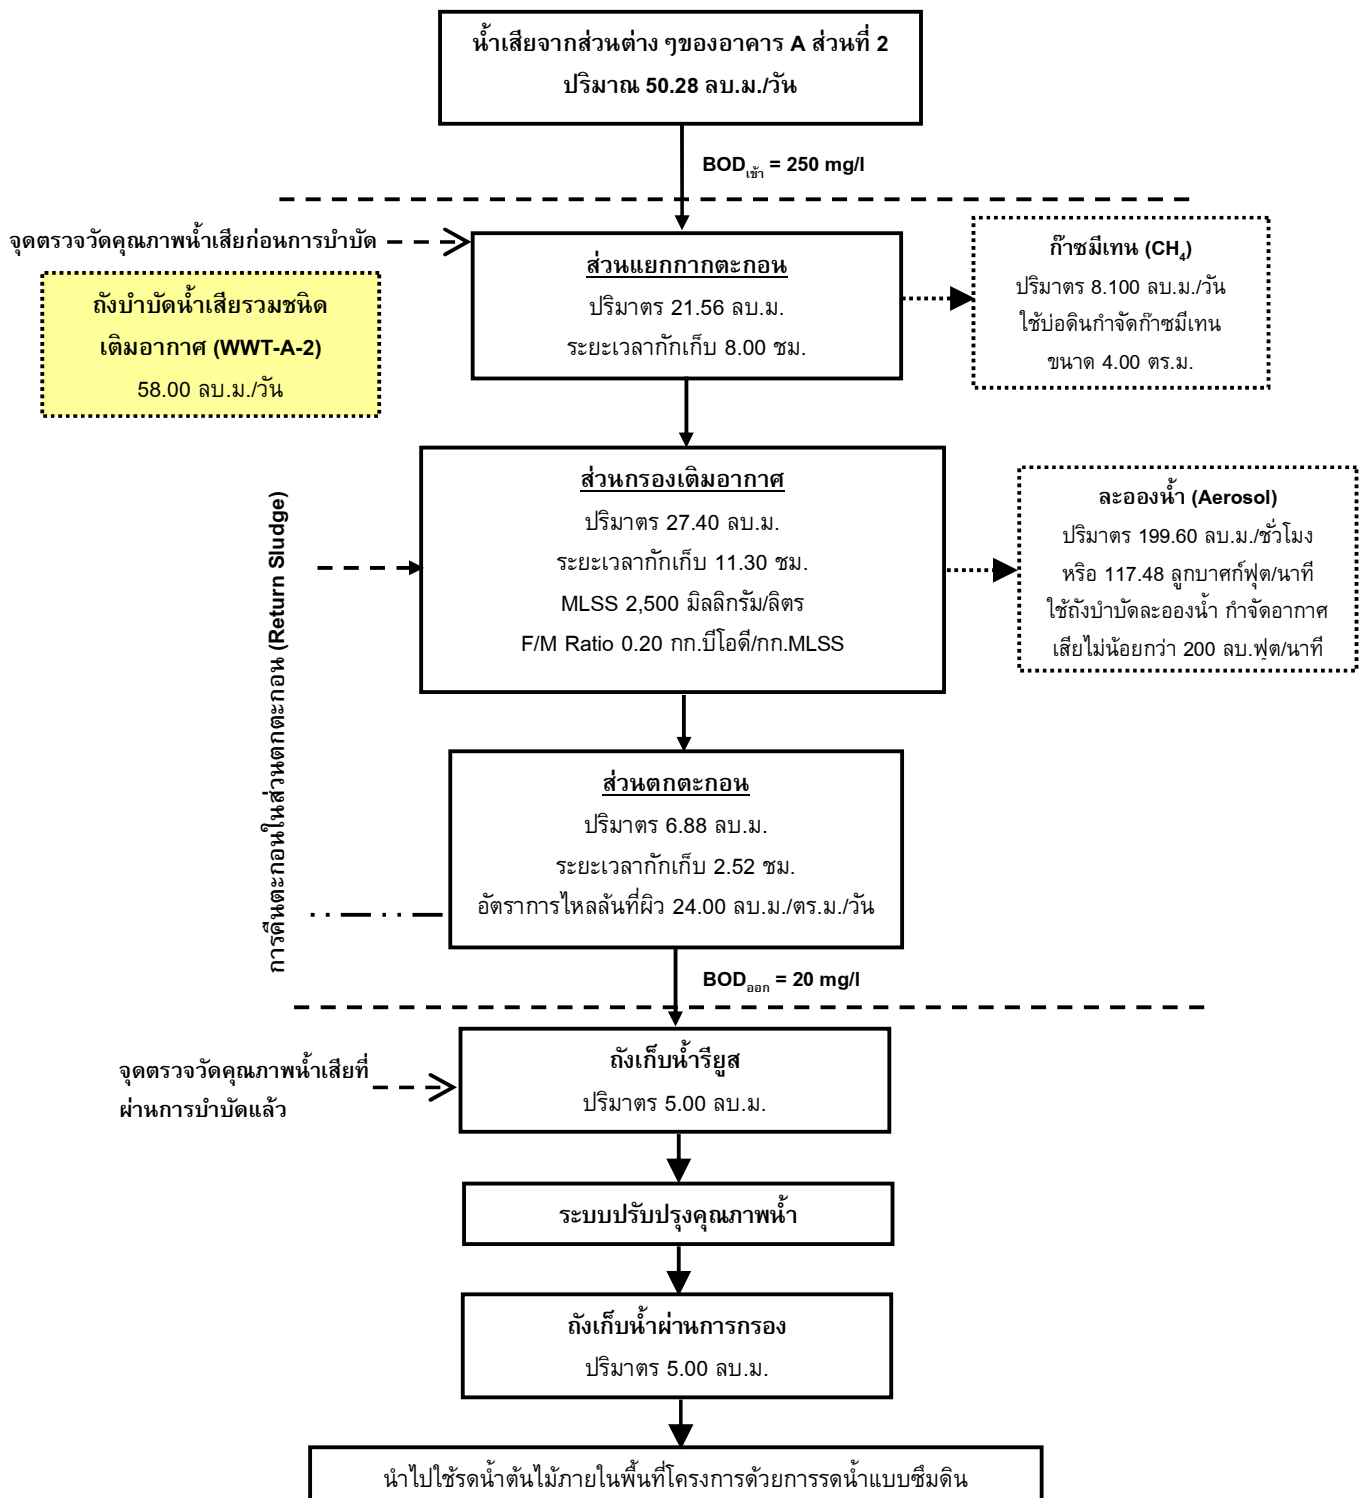 น้ำเสียจากส่วนต่าง ๆของอาคาร A ส่วนที่ 2
ปริมาณ 50.28 ลบ.ม./วัน
BODเข้า = 250 mg/l
จุดตรวจวัดคุณภาพน้ำเสียก่อนการบำบัด
ส่วนแยกกากตะกอน
ปริมาตร 21.56 ลบ.ม.
ระยะเวลากักเก็บ 8.00 ชม.
ก๊าซมีเทน (CH₄)
ปริมาตร 8.100 ลบ.ม./วัน
ใช้บ่อดินกำจัดก๊าซมีเทน
ขนาด 4.00 ตร.ม.
ถังบำบัดน้ำเสียรวมชนิด
เติมอากาศ (WWT-A-2)
58.00 ลบ.ม./วัน
ส่วนกรองเติมอากาศ
ปริมาตร 27.40 ลบ.ม.
ระยะเวลากักเก็บ 11.30 ชม.
MLSS 2,500 มิลลิกรัม/ลิตร
F/M Ratio 0.20 กก.บีโอดี/กก.MLSS
ละอองน้ำ (Aerosol)
ปริมาตร 199.60 ลบ.ม./ชั่วโมง
หรือ 117.48 ลูกบาศก์ฟุต/นาที
ใช้ถังบำบัดละอองน้ำ กำจัดอากาศ
เสียไม่น้อยกว่า 200 ลบ.ฟุต/นาที
การคืนตะกอนในส่วนตกตะกอน (Return Sludge)
ส่วนตกตะกอน
ปริมาตร 6.88 ลบ.ม.
ระยะเวลากักเก็บ 2.52 ชม.
อัตราการไหลล้นที่ผิว 24.00 ลบ.ม./ตร.ม./วัน
BODออก = 20 mg/l
จุดตรวจวัดคุณภาพน้ำเสียที่
ผ่านการบำบัดแล้ว
ถังเก็บน้ำรียูส
ปริมาตร 5.00 ลบ.ม.
ระบบปรับปรุงคุณภาพน้ำ
ถังเก็บน้ำผ่านการกรอง
ปริมาตร 5.00 ลบ.ม.
นำไปใช้รดน้ำต้นไม้ภายในพื้นที่โครงการด้วยการรดน้ำแบบซึมดิน